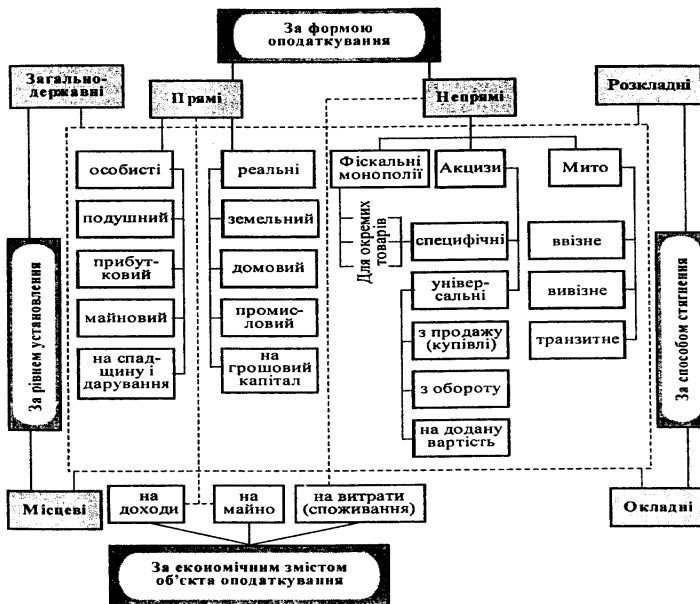 За формою
оподаткування
Загально-
державні
Прямі
Непрямі
Розкладні
особисті
реальні
Фіскальні
монополії
Акцизи
Мито
подушний
земельний
Для окремих
товарів
специфічні
ввізне
прибут-
ковий
домовий
універ-
сальні
вивізне
майновий
промис-
ловий
з продажу
(купівлі)
транзитне
на спад-
щину і
дарування
на
грошовий
капітал
з обороту
на додану
вартість
За рівнем установлення
За способом стягнення
Місцеві
на
доходи
на
майно
на витрати
(споживання)
Окладні
За економічним змістом
об’єкта оподаткування